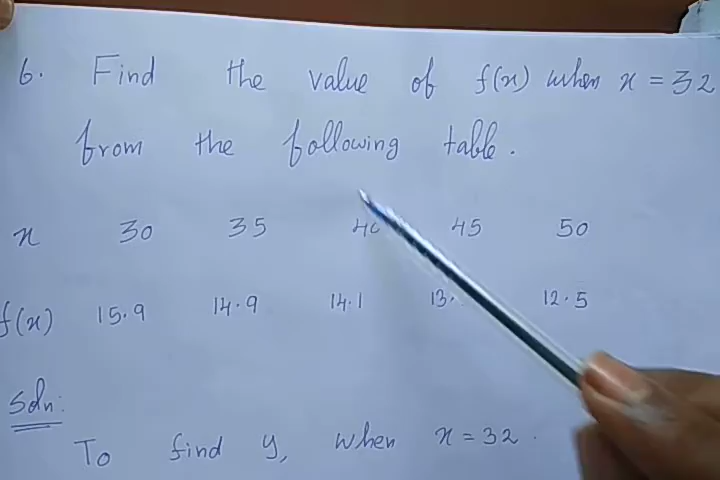 6. Find the value of f(x) when x = 32
from the following table.
x 30 35 45 50
f(x) 15.9 14.9 14.1 12.5
Soln:
To find y, when x = 32.